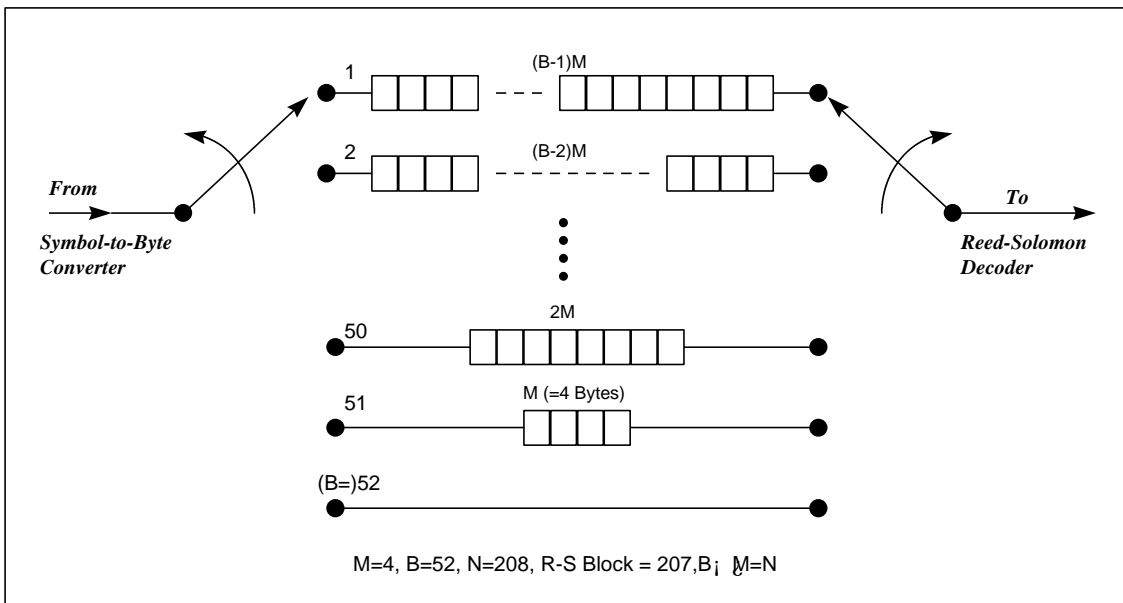 1
(B-1)M
2
(B-2)M
From
Symbol-to-Byte
Converter
To
Reed-Solomon
Decoder
2M
50
M (=4 Bytes)
51
(B=)52
M=4, B=52, N=208, R-S Block = 207,B¡ M=N